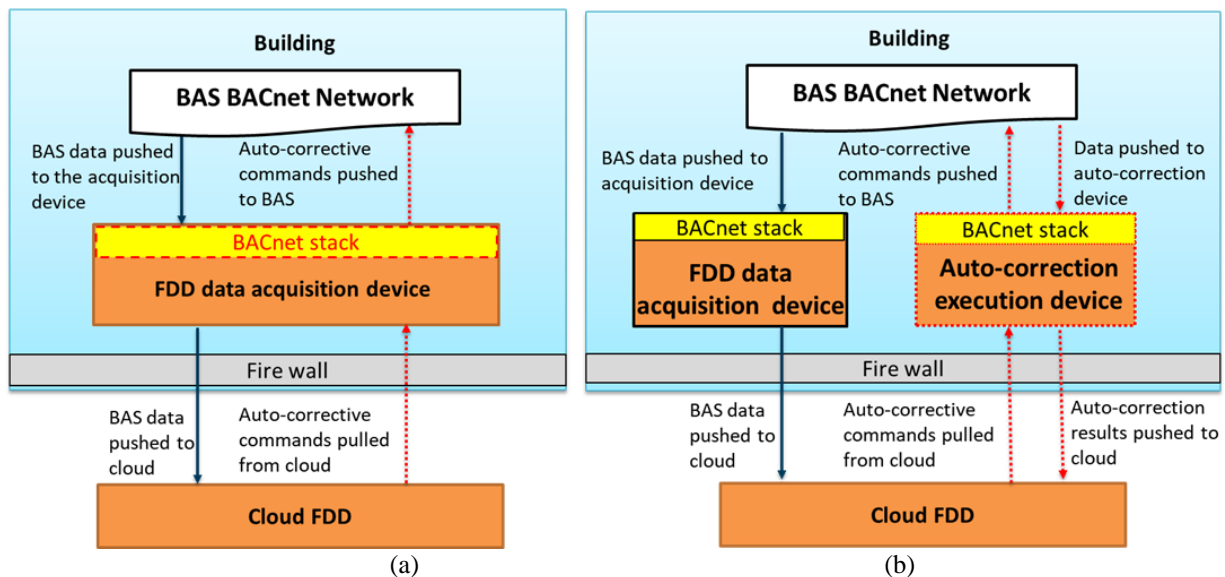 Building
BAS BACnet Network
BAS data pushed
to the acquisition
device
Auto-corrective
commands pushed
to BAS
BACnet stack
FDD data acquisition device
Fire wall
BAS data
pushed to
cloud
Auto-corrective
commands pulled
from cloud
Cloud FDD
(a)
Building
BAS BACnet Network
BAS data pushed to
acquisition device
Auto-corrective
commands pushed
to BAS
Data pushed to
auto-correction
device
BACnet stack
FDD data
acquisition device
BACnet stack
Auto-correction
execution device
Fire wall
BAS data
pushed to
cloud
Auto-corrective
commands pulled
from cloud
Auto-correction
results pushed to
cloud
Cloud FDD
(b)